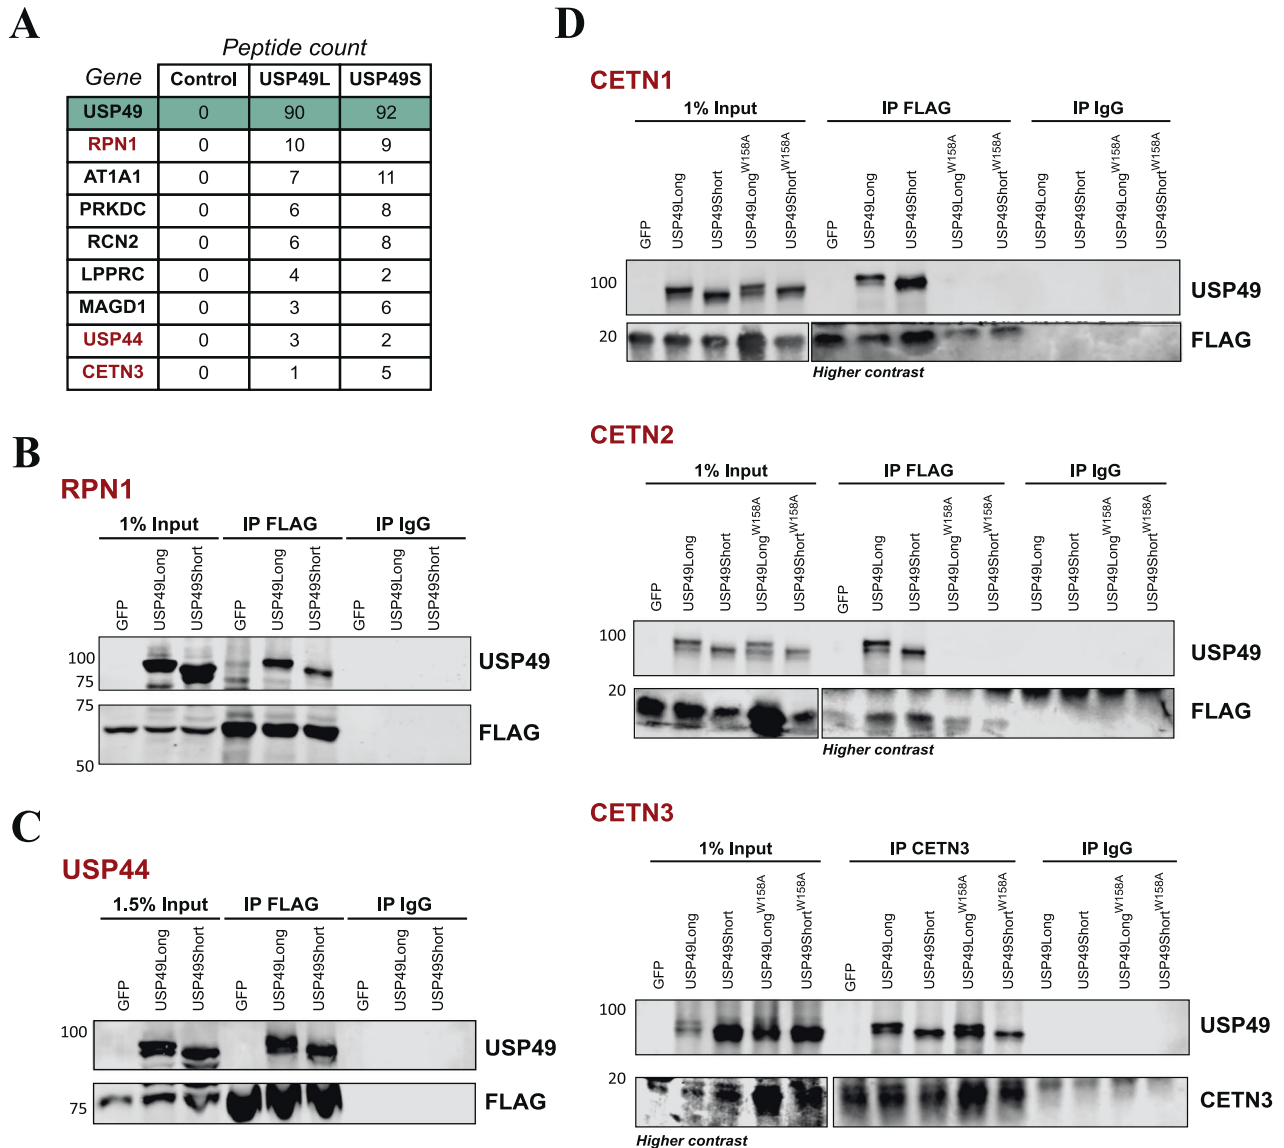 A
Peptide count
Gene Control USP49L USP49S
USP49 0 90 92
RPN1 0 10 9
AT1A1 0 7 11
PRKDC 0 6 8
RCN2 0 6 8
LPPRC 0 4 2
MAGD1 0 3 6
USP44 0 3 2
CETN3 0 1 5
B
RPN1
1% Input IP FLAG IP IgG
GFP USP49Long USP49Short GFP USP49Long USP49Short GFP USP49Long USP49Short
100
75
USP49
75
50
FLAG
C
USP44
1.5% Input IP FLAG IP IgG
GFP USP49Long USP49Short GFP USP49Long USP49Short GFP USP49Long USP49Short
100
USP49
75
FLAG
D
CETN1
1% Input IP FLAG IP IgG
GFP USP49Long USP49Short USP49LongW158A USP49ShortW158A GFP USP49Long USP49Short USP49LongW158A USP49ShortW158A USP49Long USP49Short USP49LongW158A USP49ShortW158A
100
USP49
20
FLAG
Higher contrast
CETN2
1% Input IP FLAG IP IgG
GFP USP49Long USP49Short USP49LongW158A USP49ShortW158A GFP USP49Long USP49Short USP49LongW158A USP49ShortW158A USP49Long USP49Short USP49LongW158A USP49ShortW158A
100
USP49
20
FLAG
Higher contrast
CETN3
1% Input IP CETN3 IP IgG
GFP USP49Long USP49Short USP49LongW158A USP49ShortW158A GFP USP49Long USP49Short USP49LongW158A USP49ShortW158A USP49Long USP49Short USP49LongW158A USP49ShortW158A
100
USP49
20
CETN3
Higher contrast